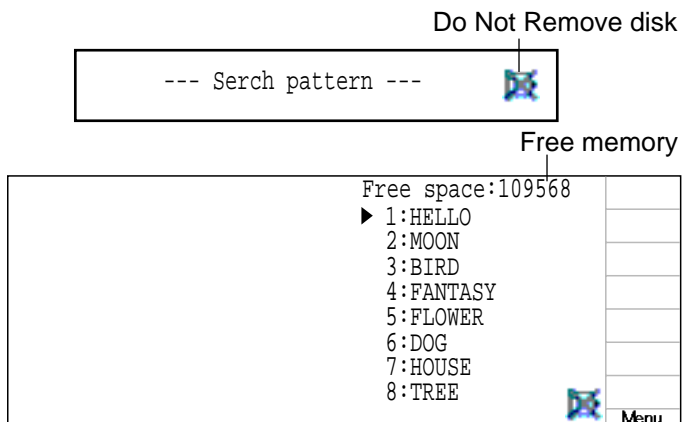 Do Not Remove disk
--- Serch pattern ---
Free memory
Free space:109568
1:HELLO
2:MOON
3:BIRD
4:FANTASY
5:FLOWER
6:DOG
7:HOUSE
8:TREE
Menu